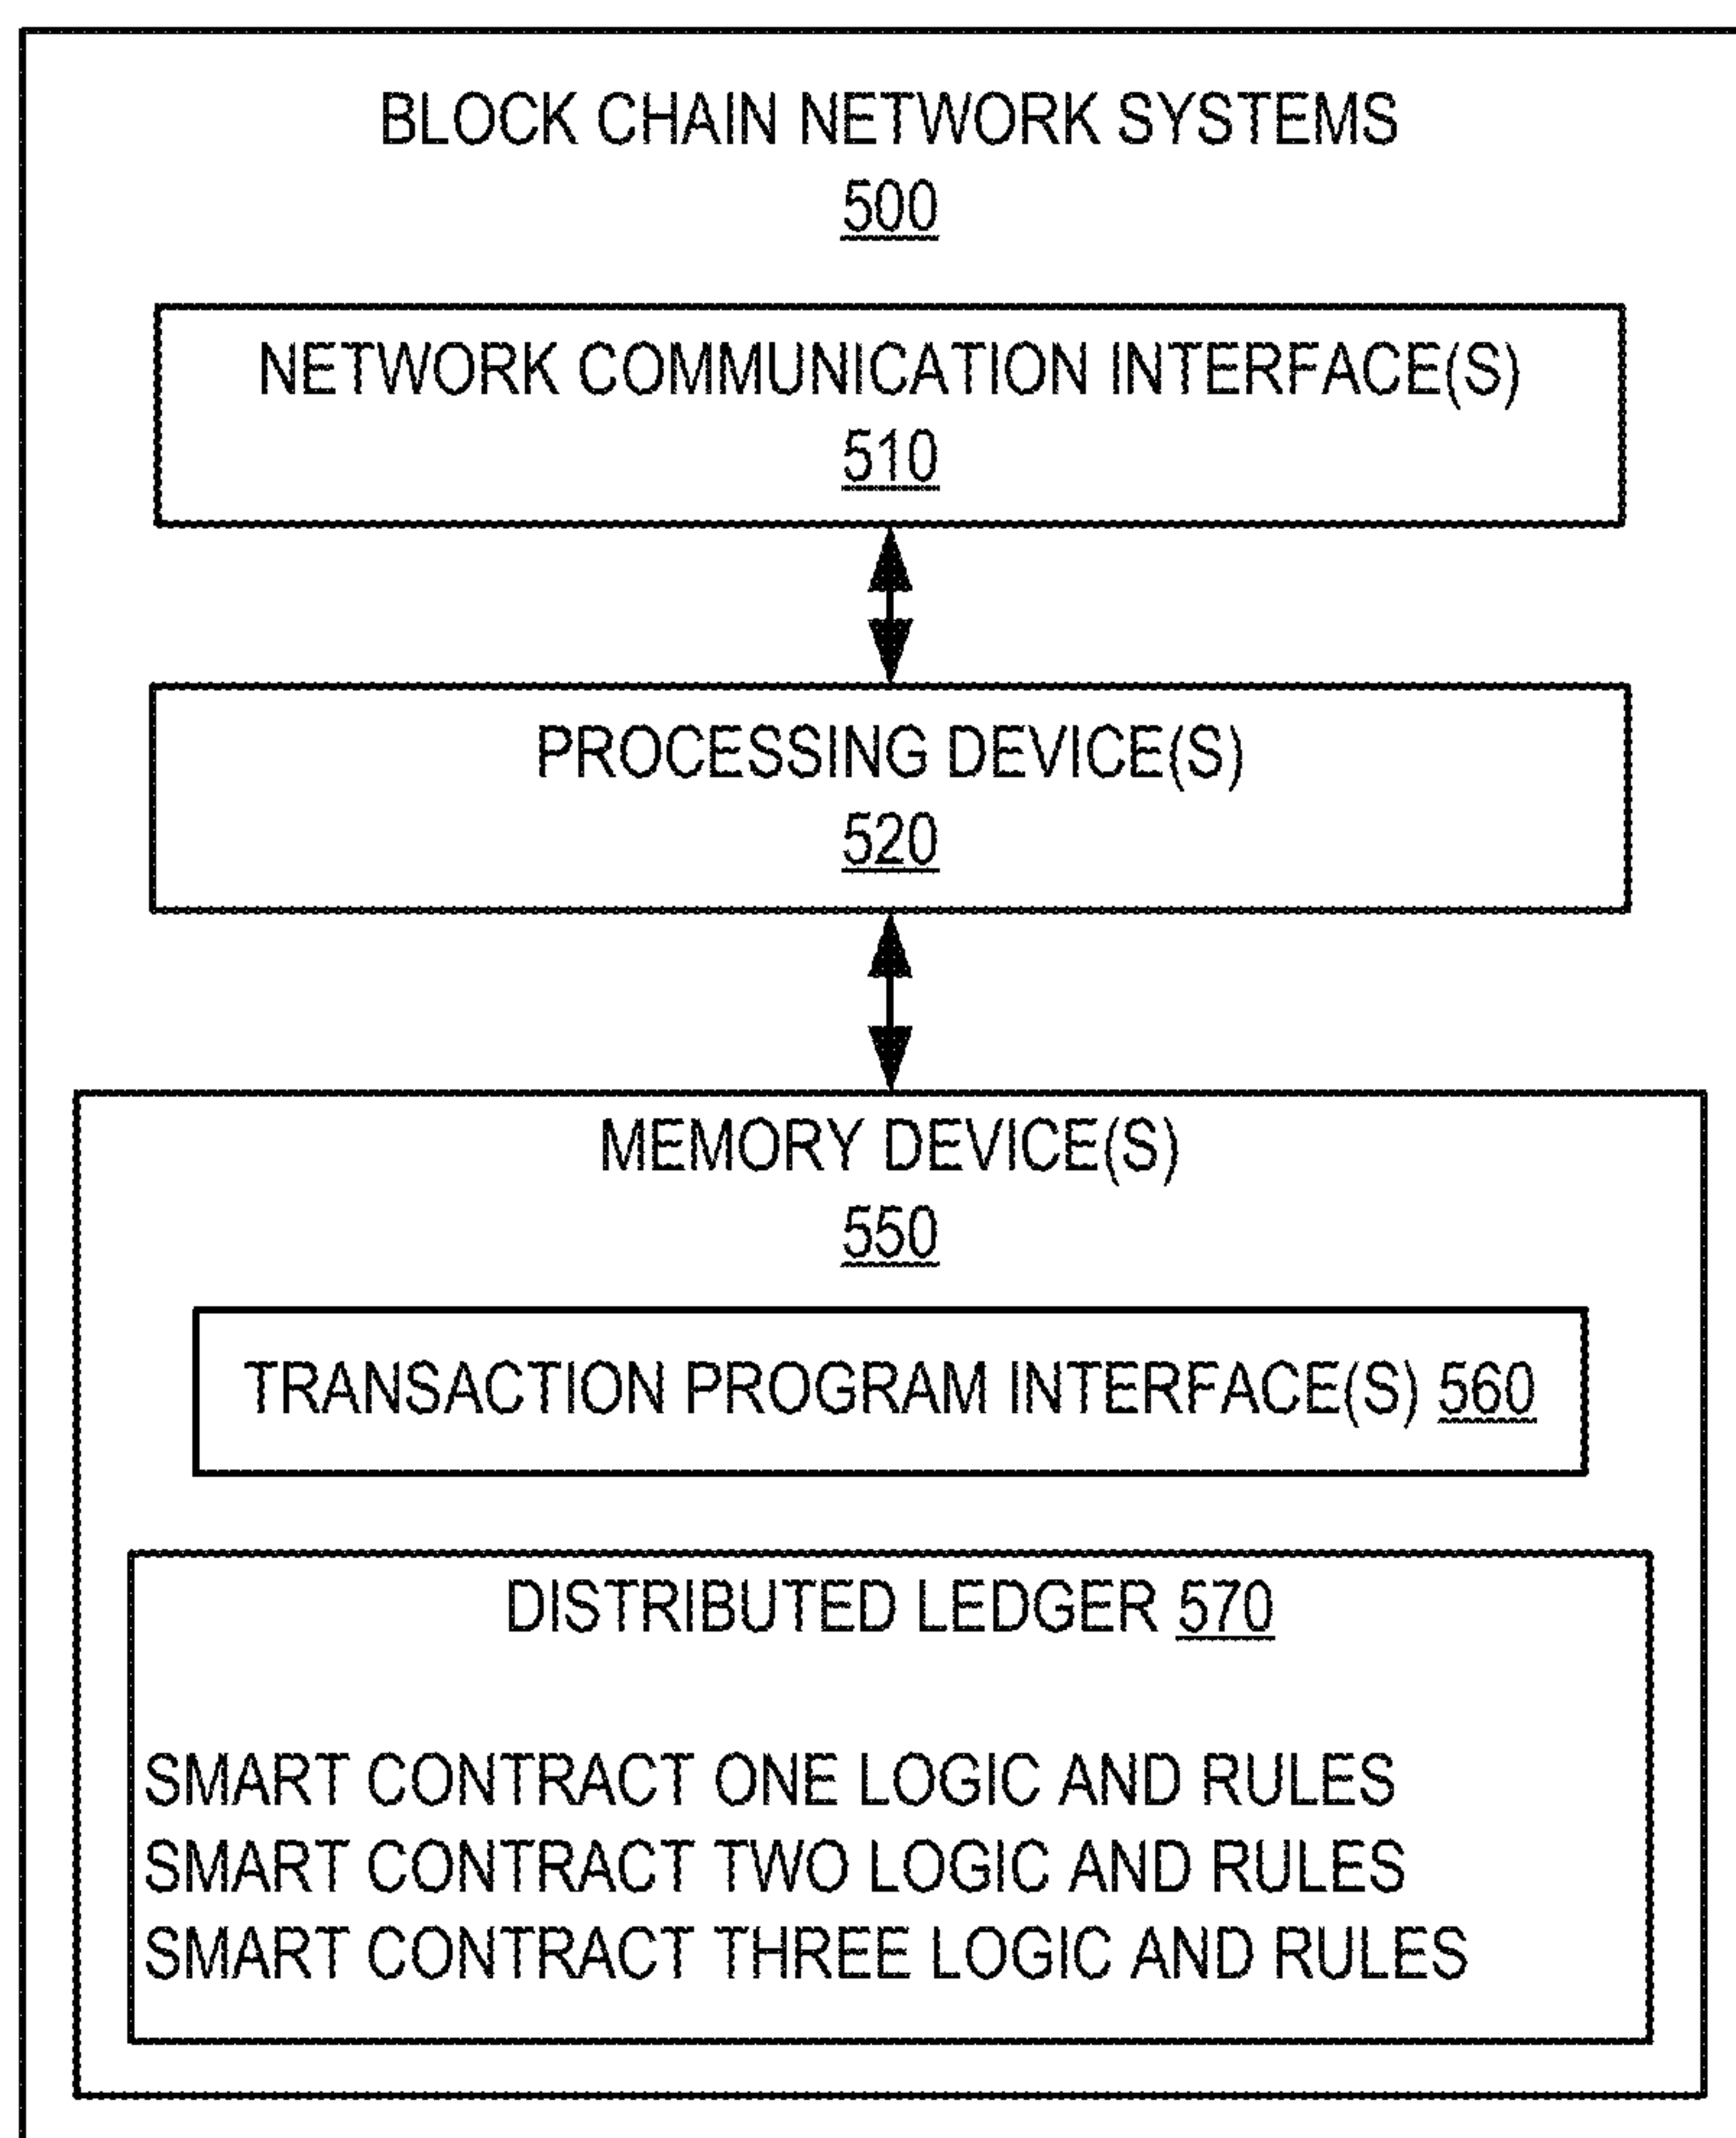 BLOCK CHAIN NETWORK SYSTEMS
500
NETWORK COMMUNICATION INTERFACE(S)
510
PROCESSING DEVICE(S)
520
MEMORY DEVICE(S)
550
TRANSACTION PROGRAM INTERFACE(S) 560
DISTRIBUTED LEDGER 570
SMART CONTRACT ONE LOGIC AND RULES
SMART CONTRACT TWO LOGIC AND RULES
SMART CONTRACT THREE LOGIC AND RULES